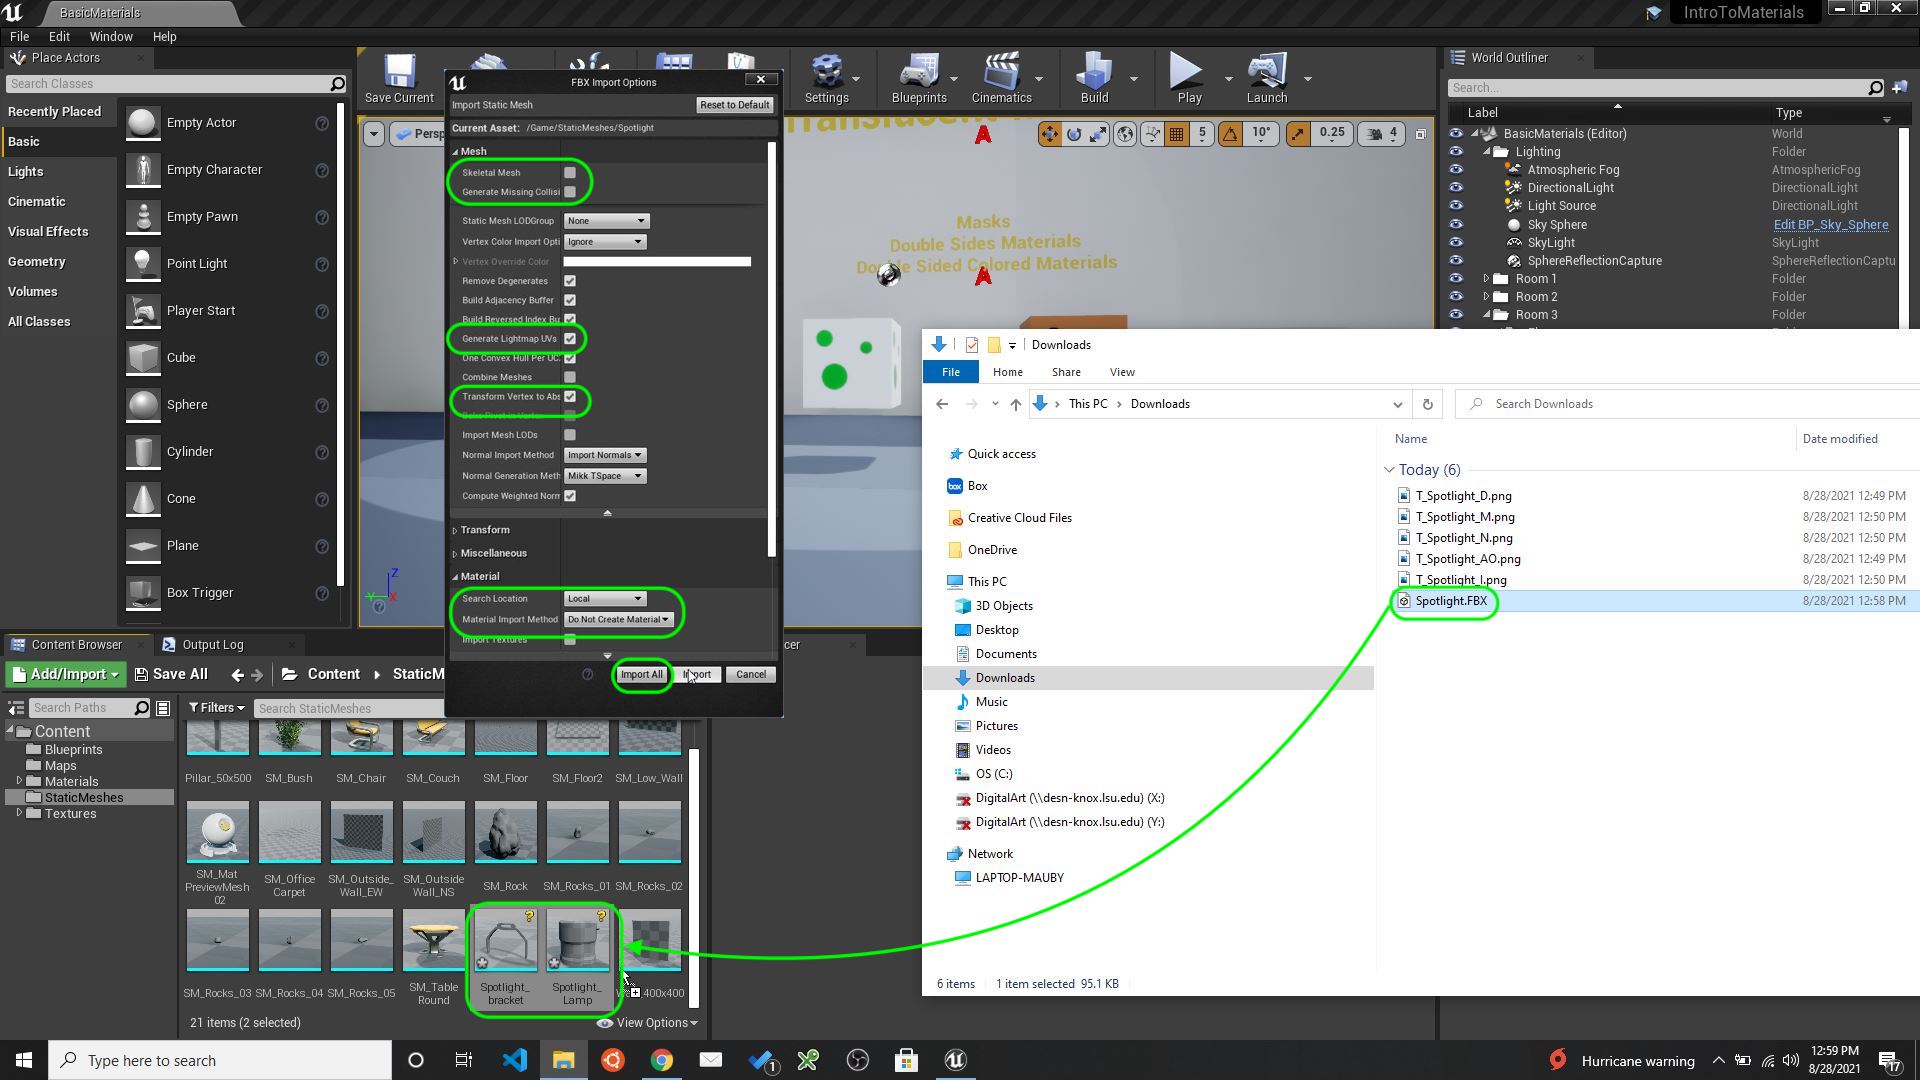 BasicMaterials
IntroToMaterials
File Edit Window Help
Place Actors
Search Classes
Recently Placed
Basic
Lights
Cinematic
Visual Effects
Geometry
Volumes
All Classes
Empty Actor
Empty Character
Empty Pawn
Point Light
Player Start
Cube
Sphere
Cylinder
Cone
Plane
Box Trigger
Save Current
Settings
Blueprints
Cinematics
Build
Play
Launch
Persp
5
10°
0.25
4
A
Masks
Double Sides Materials
Double Sided Colored Materials
A
Z
Y
X
FBX Import Options
Import Static Mesh
Reset to Default
Current Asset: /Game/StaticMeshes/Spotlight
Mesh
Skeletal Mesh
Generate Missing Collisi
Static Mesh LODGroup None
Vertex Color Import Opti Ignore
Vertex Override Color
Remove Degenerates
Build Adjacency Buffer
Build Reversed Index Bu
Generate Lightmap UVs
One Convex Hull Per UC
Combine Meshes
Transform Vertex to Abs
Import Mesh LODs
Normal Import Method Import Normals
Normal Generation Meth Mikk TSpace
Compute Weighted Norm
Transform
Miscellaneous
Material
Search Location Local
Material Import Method Do Not Create Material
Import Textures
Import All
Import
Cancel
World Outliner
Search...
Label Type
BasicMaterials (Editor) World
Lighting Folder
Atmospheric Fog AtmosphericFog
DirectionalLight DirectionalLight
Light Source DirectionalLight
Sky Sphere Edit BP_Sky_Sphere
SkyLight SkyLight
SphereReflectionCapture SphereReflectionCaptu
Room 1 Folder
Room 2 Folder
Room 3 Folder
Downloads
File Home Share View
This PC Downloads
Search Downloads
Quick access
Box
Creative Cloud Files
OneDrive
This PC
3D Objects
Desktop
Documents
Downloads
Music
Pictures
Videos
OS (C:)
DigitalArt (\\desn-knox.lsu.edu) (X:)
DigitalArt (\\desn-knox.lsu.edu) (Y:)
Network
LAPTOP-MAUBY
Name Date modified
Today (6)
T_Spotlight_D.png 8/28/2021 12:49 PM
T_Spotlight_M.png 8/28/2021 12:50 PM
T_Spotlight_N.png 8/28/2021 12:50 PM
T_Spotlight_AO.png 8/28/2021 12:49 PM
T_Spotlight_I.png 8/28/2021 12:50 PM
Spotlight.FBX 8/28/2021 12:58 PM
6 items 1 item selected 95.1 KB
Content Browser
Output Log
cer
Add/Import Save All Content StaticM
Search Paths
Filters
Search StaticMeshes
Content
Blueprints
Maps
Materials
StaticMeshes
Textures
Pillar_50x500 SM_Bush SM_Chair SM_Couch SM_Floor SM_Floor2 SM_Low_Wall
SM_Mat PreviewMesh 02
SM_Office Carpet
SM_Outside_ Wall_EW
SM_Outside Wall_NS
SM_Rock
SM_Rocks_01
SM_Rocks_02
SM_Rocks_03
SM_Rocks_04
SM_Rocks_05
SM_Table Round
Spotlight_ bracket
Spotlight_ Lamp
400x400
21 items (2 selected)
View Options
Type here to search
1
Hurricane warning
12:59 PM
8/28/2021
17